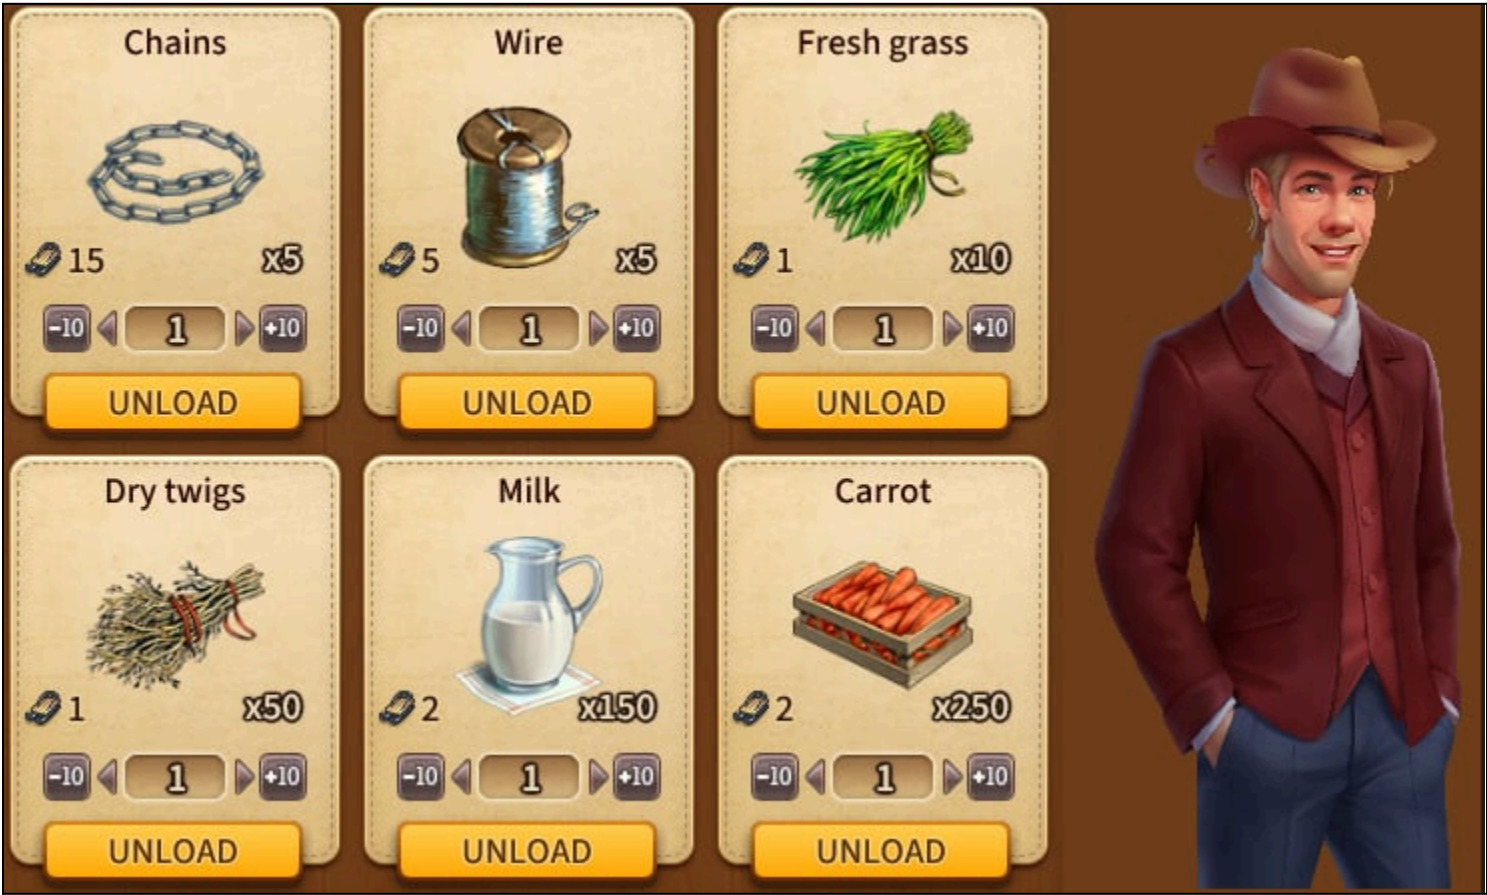 Chains
Wire
Fresh grass
15 x5
5 x5
1 x10
-10 1 +10
-10 1 +10
-10 1 +10
UNLOAD
UNLOAD
UNLOAD
Dry twigs
Milk
Carrot
1 x50
2 x150
2 x250
-10 1 +10
-10 1 +10
-10 1 +10
UNLOAD
UNLOAD
UNLOAD